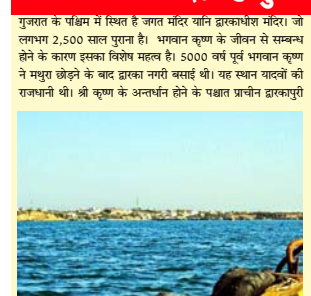 गुजरात के पश्चिम में स्थित है जगत मंदिर यानि द्वारकाधीश मंदिर। जो
लगभग 2,500 साल पुराना है। भगवान कृष्ण के जीवन से सम्बन्ध
होने के कारण इसका विशेष महत्व है। 5000 वर्ष पूर्व भगवान कृष्ण
ने मथुरा छोड़ने के बाद द्वारका नगरी बसाई थी। यह स्थान यादवों की
राजधानी थी। श्री कृष्ण के अन्तर्धान होने के पश्चात प्राचीन द्वारकापुरी